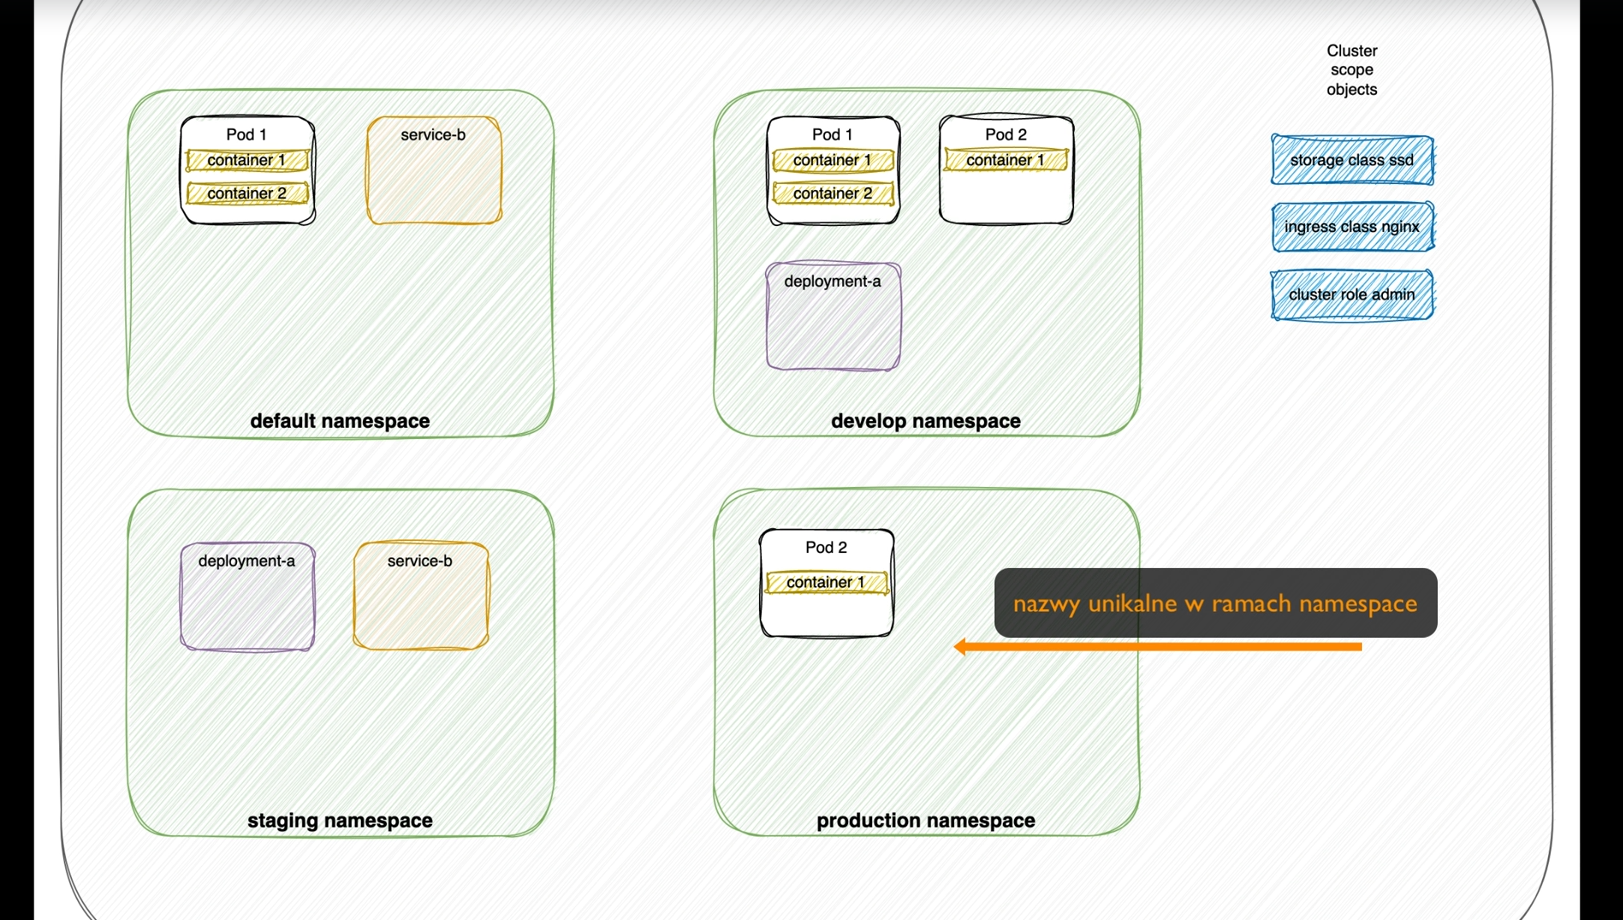 Cluster
scope
objects
Pod 1
container 1
container 2
service-b
default namespace
Pod 1
container 1
container 2
Pod 2
container 1
deployment-a
develop namespace
storage class ssd
ingress class nginx
cluster role admin
deployment-a
service-b
staging namespace
Pod 2
container 1
production namespace
nazwy unikalne w ramach namespace